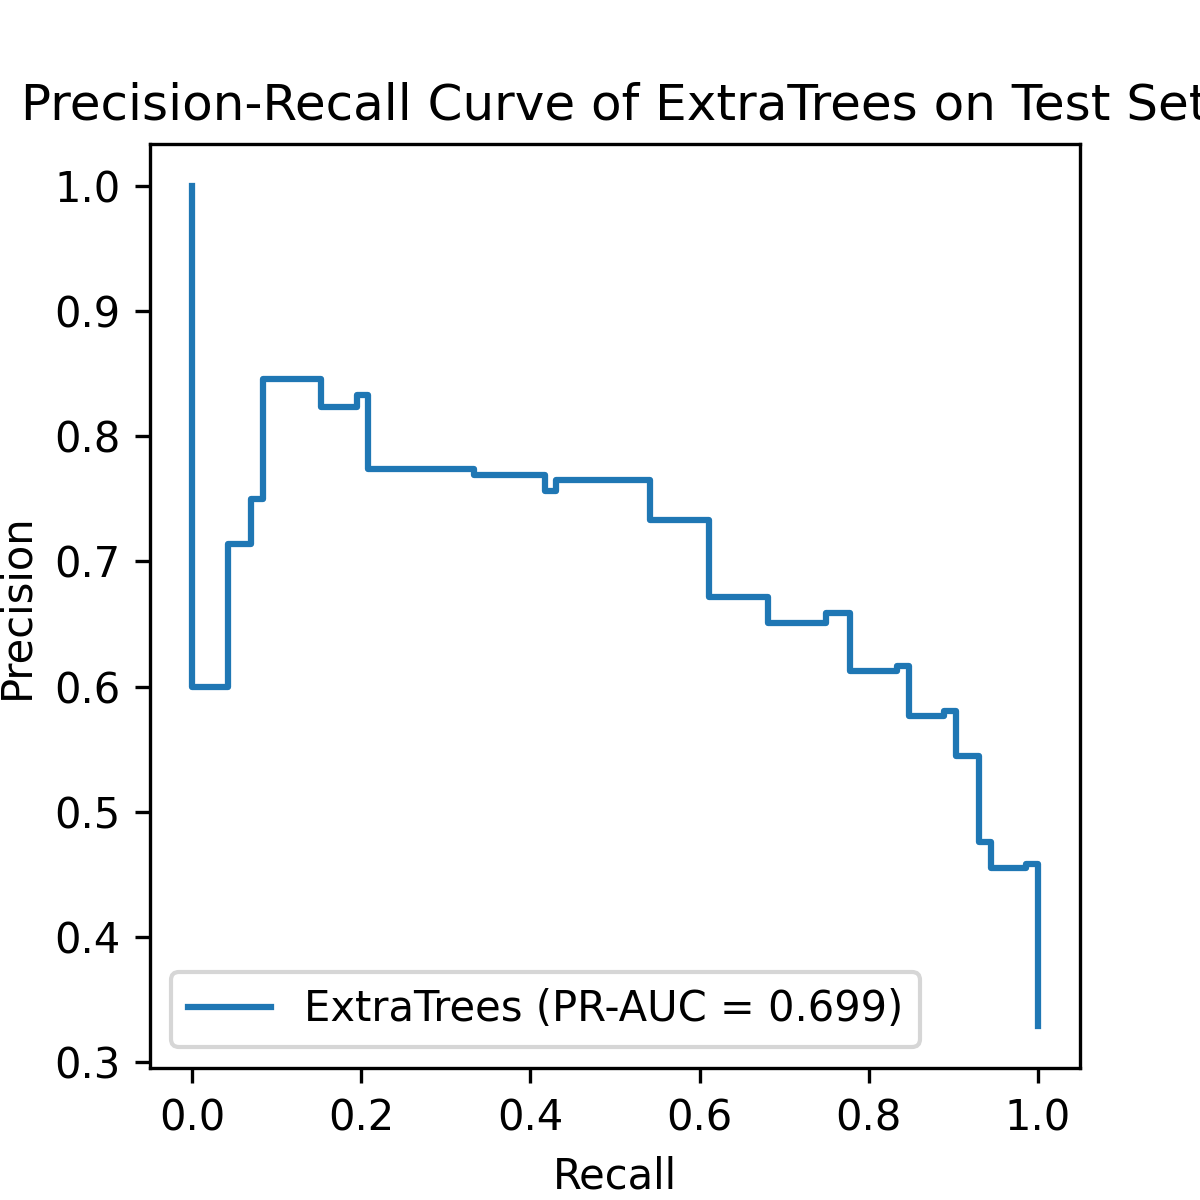 Precision-Recall Curve of ExtraTrees on Test Set
1.0
0.9
0.8
0.7
0.6
0.5
0.4
0.3
Precision
ExtraTrees (PR-AUC = 0.699)
0.0 0.2 0.4 0.6 0.8 1.0
Recall